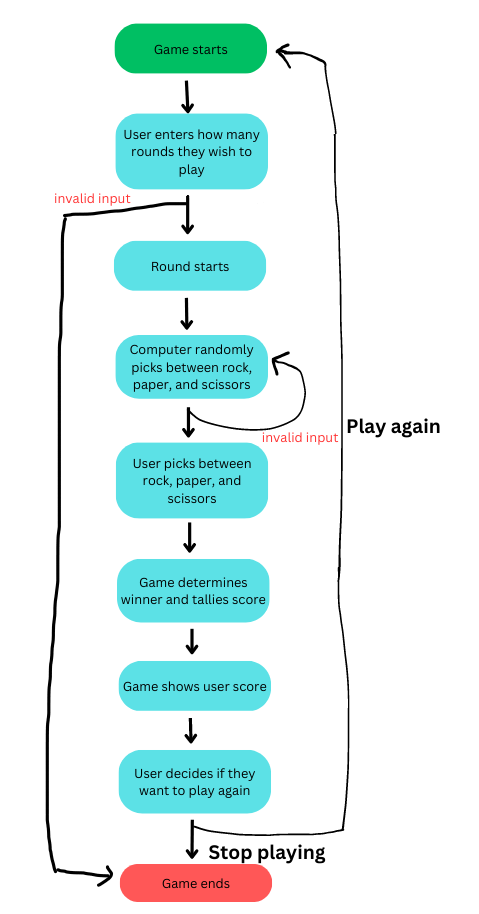 Game starts
User enters how many
rounds they wish to
play
invalid input
Round starts
Computer randomly
picks between rock,
paper, and scissors
Play again
invalid input
User picks between
rock, paper, and
scissors
Game determines
winner and tallies score
Game shows user score
User decides if they
want to play again
Stop playing
Game ends